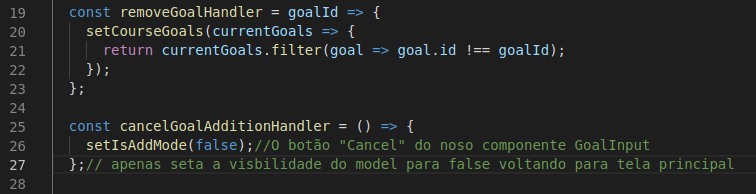 19 const removeGoalHandler = goalId => {
20 setCourseGoals(currentGoals => {
21 return currentGoals.filter(goal => goal.id !== goalId);
22 });
23 };
24
25 const cancelGoalAdditionHandler = () => {
26 setIsAddMode(false);//O botão "Cancel" do noso componente GoalInput
27 };// apenas seta a visbilidade do model para false voltando para tela principal
28